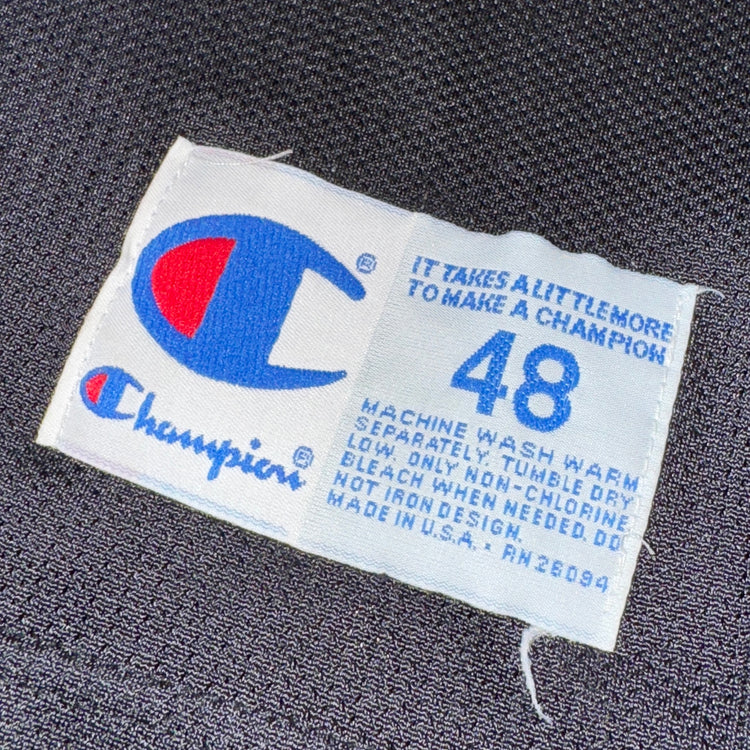 Champion®
IT TAKES A LITTLE MORE
TO MAKE A CHAMPION
48
MACHINE WASH WARM
SEPARATELY. TUMBLE DRY
LOW. ONLY NON-CHLORINE
BLEACH WHEN NEEDED. DO
NOT IRON DESIGN.
MADE IN U.S.A. • RN 26094